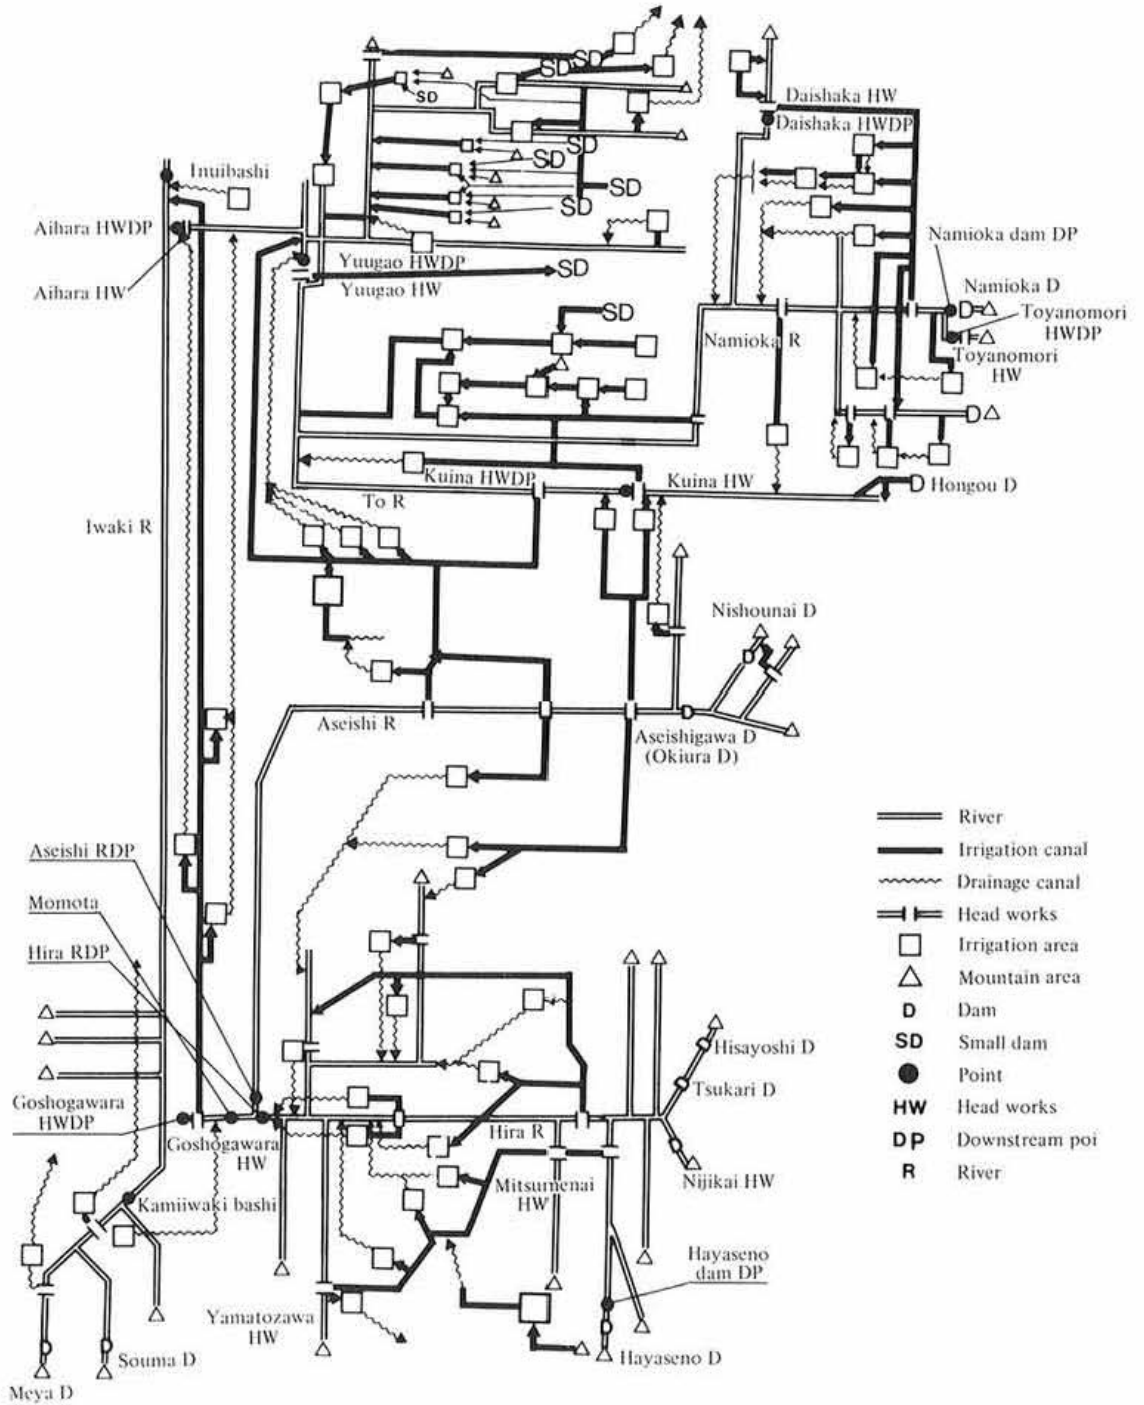 SD
SD
SD
Daishaka HW
Daishaka HWDP
SD
SD
SD
SD
Inuibashi
Aihara HWDP
Aihara HW
Yuugao HWDP
Yuugao HW
SD
Namioka dam DP
Namioka D
Toyanomori
HWDP
Toyanomori
HW
SD
Namioka R
Kuina HWDP
Kuina HW
To R
Hongou D
Iwaki R
Nishounai D
Aseishi R
Aseishigawa D
(Okiura D)
River
Irrigation canal
Drainage canal
Head works
Irrigation area
Mountain area
D
Dam
SD
Small dam
Point
HW
Head works
DP
Downstream poi
R
River
Aseishi RDP
Momota
Hira RDP
Hisayoshi D
Tsukari D
Goshogawara
HWDP
Goshogawara
HW
Hira R
Mitsumenai
HW
Nijikai HW
Kamiiwaki bashi
Hayaseno
dam DP
Yamatozawa
HW
Souma D
Hayaseno D
Meya D
D
D
D
D
D
D
D
D
D
D
D
D